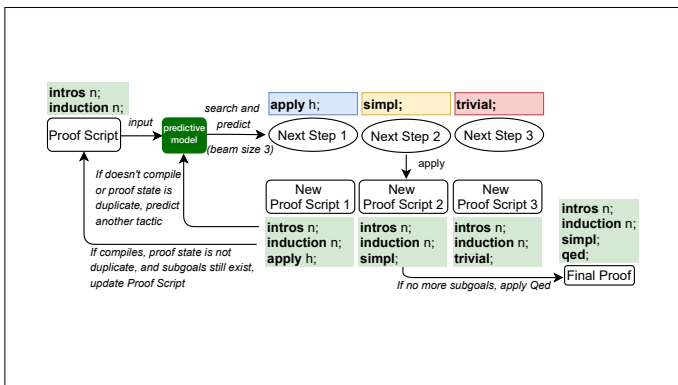 intros n;
induction n;
Proof Script
input
predictive
model
search and
predict
(beam size 3)
apply h;
simpl;
trivial;
Next Step 1
Next Step 2
Next Step 3
apply
If doesn't compile
or proof state is
duplicate, predict
another tactic
New
Proof Script 1
New
Proof Script 2
New
Proof Script 3
intros n;
induction n;
apply h;
intros n;
induction n;
simpl;
intros n;
induction n;
trivial;
If compiles, proof state is not
duplicate, and subgoals still exist,
update Proof Script
If no more subgoals, apply Qed
intros n;
induction n;
simpl;
qed;
Final Proof